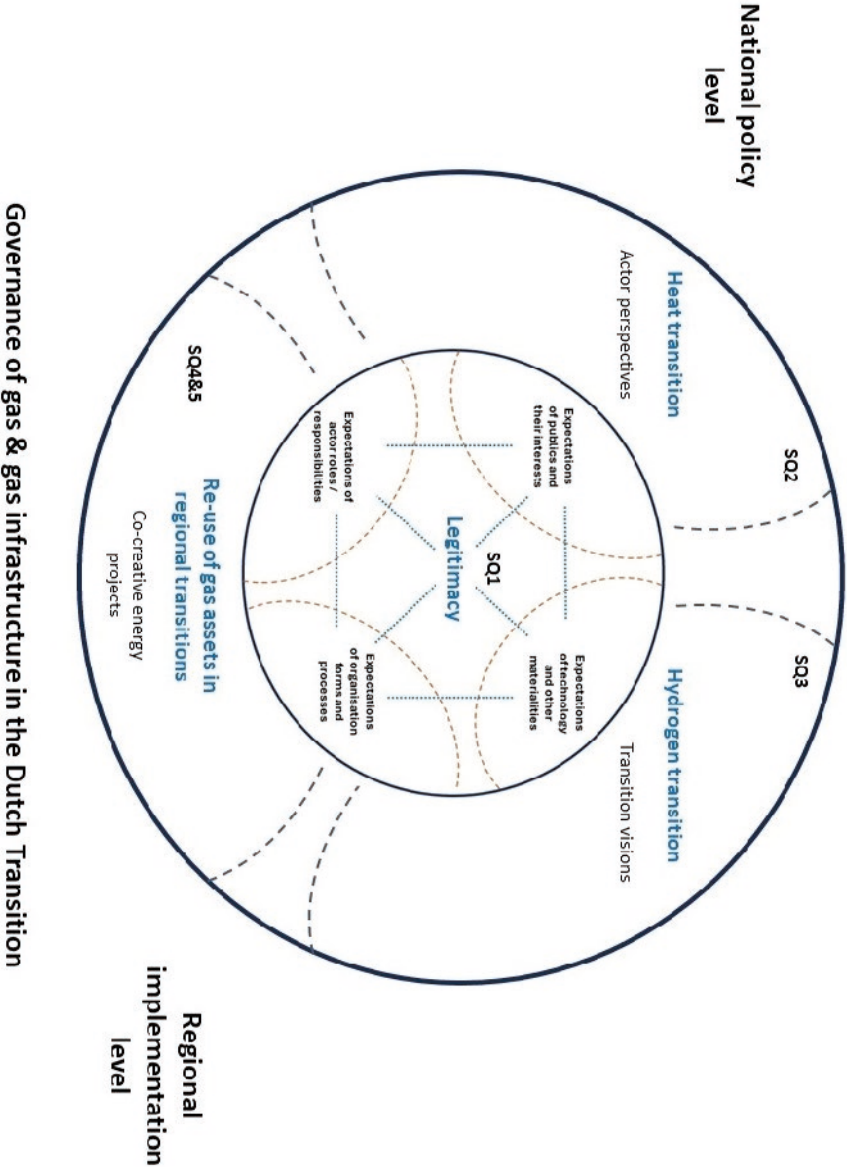 National policy
level
SQ2
SQ3
Heat transition
Actor perspectives
Hydrogen transition
Transition visions
Expectations
of publics and
their interests
Expectations
of technology
and other
materialities
SQ1
Legitimacy
Expectations of
actor roles /
responsibilities
Expectations
of organisation
forms and
processes
SQ4&5
Re-use of gas assets in
regional transitions
Co-creative energy
projects
Regional
implementation
level
Governance of gas & gas infrastructure in the Dutch Transition